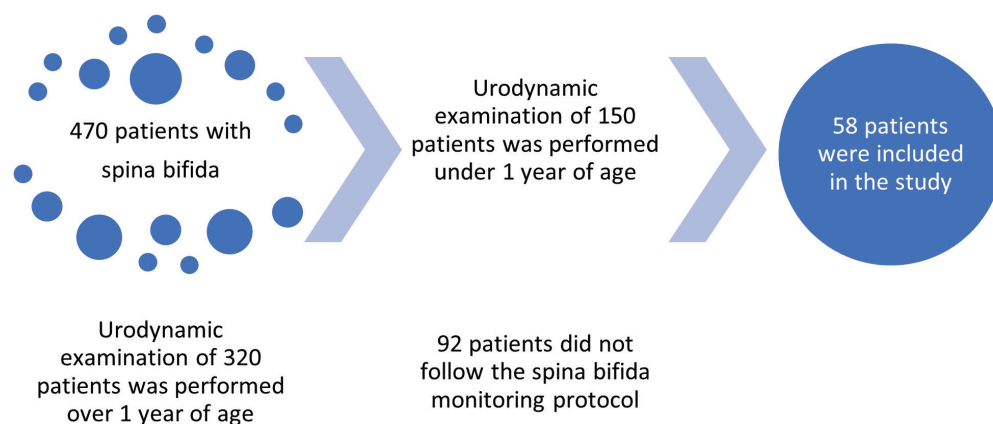 470 patients with
spina bifida
Urodynamic
examination of 150
patients was performed
under 1 year of age
58 patients
were included
in the study
Urodynamic
examination of 320
patients was performed
over 1 year of age
92 patients did not
follow the spina bifida
monitoring protocol